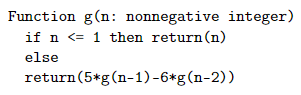 Function g(n: nonnegative integer)
if n <= 1 then return(n)
else
return(5*g(n-1)-6*g(n-2))